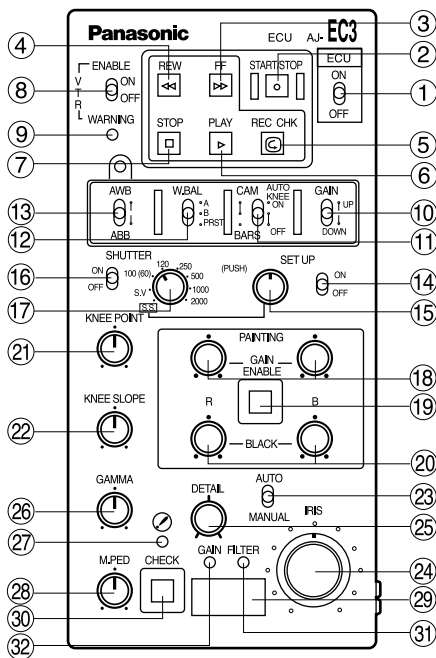 Panasonic ECU AJ-EC3
③
④ REW FF START/STOP ②
ECU
ENABLE
V T R ON ON ①
⑧ OFF OFF
⑨ WARNING
⑦ STOP PLAY REC CHK ⑤
⑥
AWB W.BAL CAM AUTO KNEE GAIN
A ON UP
⑬ B ⑩
PRST OFF DOWN
⑫ ABB BARS ⑪
SHUTTER (PUSH) SET UP
⑯ ON 120 250 ON ⑭
OFF 100 (60) 500 OFF
S.V 1000
⑰ S.S. 2000 ⑮
KNEE POINT
㉑ PAINTING
GAIN ⑱
ENABLE
⑲
KNEE SLOPE R B
㉒
BLACK ⑳
GAMMA DETAIL AUTO ㉓
㉖ MANUAL IRIS
㉗ ㉕
M.PED CHECK GAIN FILTER ㉔
㉘ ㉙
㉚ ㉛
㉜